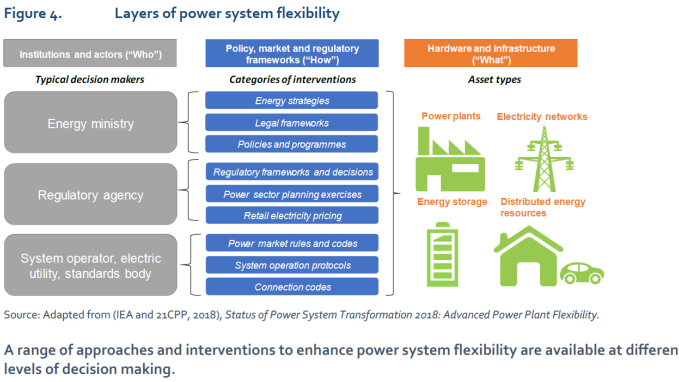 Figure 4. Layers of power system flexibility
Institutions and actors ("Who")
Policy, market and regulatory
frameworks ("How")
Hardware and infrastructure
("What")
Typical decision makers
Categories of interventions
Asset types
Energy ministry
Energy strategies
Legal frameworks
Policies and programmes
Regulatory agency
Regulatory frameworks and decisions
Power sector planning exercises
Retail electricity pricing
System operator, electric
utility, standards body
Power market rules and codes
System operation protocols
Connection codes
Power plants
Electricity networks
Energy storage
Distributed energy
resources
Source: Adapted from (IEA and 21CPP, 2018), Status of Power System Transformation 2018: Advanced Power Plant Flexibility.
A range of approaches and interventions to enhance power system flexibility are available at differen
levels of decision making.